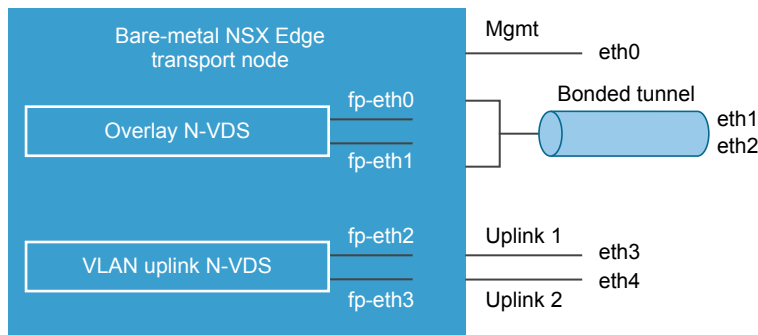 Bare-metal NSX Edge
transport node
Mgmt
eth0
fp-eth0
Overlay N-VDS
fp-eth1
Bonded tunnel
eth1
eth2
fp-eth2
VLAN uplink N-VDS
fp-eth3
Uplink 1
eth3
eth4
Uplink 2